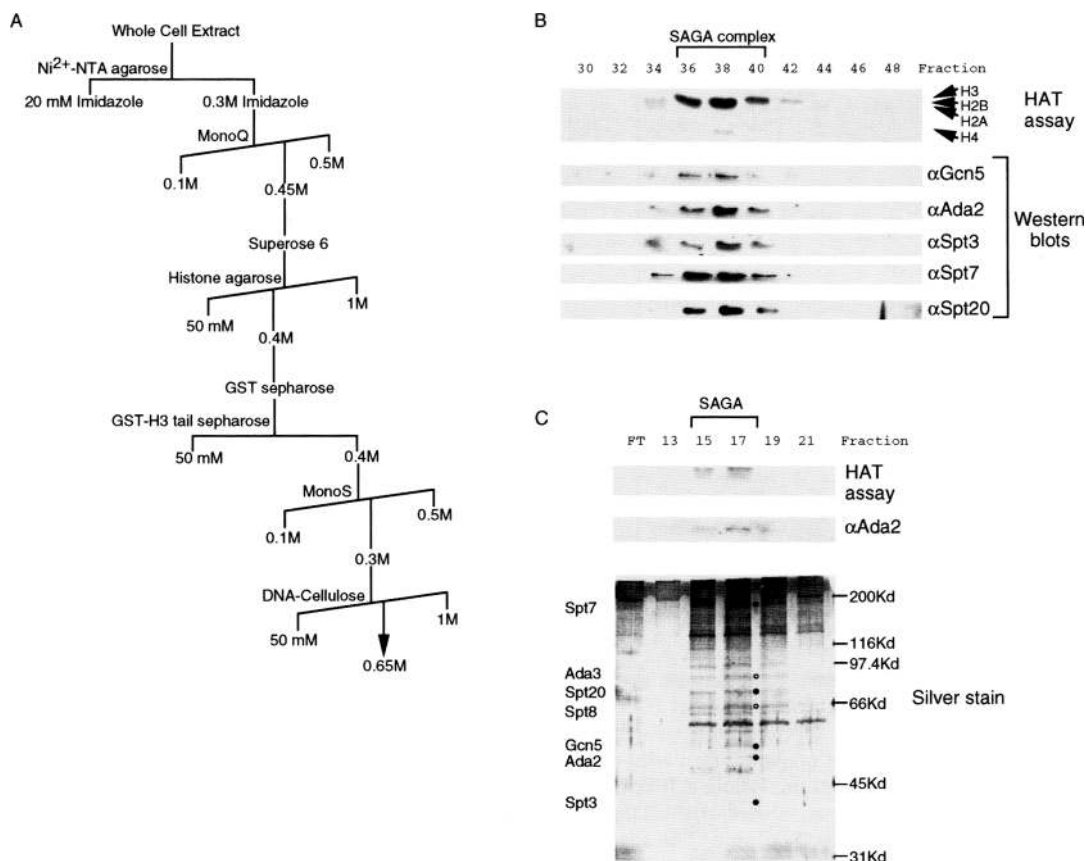 A
Whole Cell Extract
Ni2+-NTA agarose
20 mM Imidazole 0.3M Imidazole
MonoQ
0.1M 0.45M 0.5M
Superose 6
Histone agarose
50 mM 0.4M 1M
GST sepharose
GST-H3 tail sepharose
50 mM 0.4M
MonoS
0.1M 0.3M 0.5M
DNA-Cellulose
50 mM 0.65M 1M
B
SAGA complex
30 32 34 36 38 40 42 44 46 48 Fraction
H3
H2B
H2A
H4
HAT assay
αGcn5
αAda2
αSpt3
αSpt7
αSpt20
Western blots
C
SAGA
FT 13 15 17 19 21 Fraction
HAT assay
αAda2
Spt7
Ada3
Spt20
Spt8
Gcn5
Ada2
Spt3
200Kd
116Kd
97.4Kd
66Kd
45Kd
31Kd
Silver stain